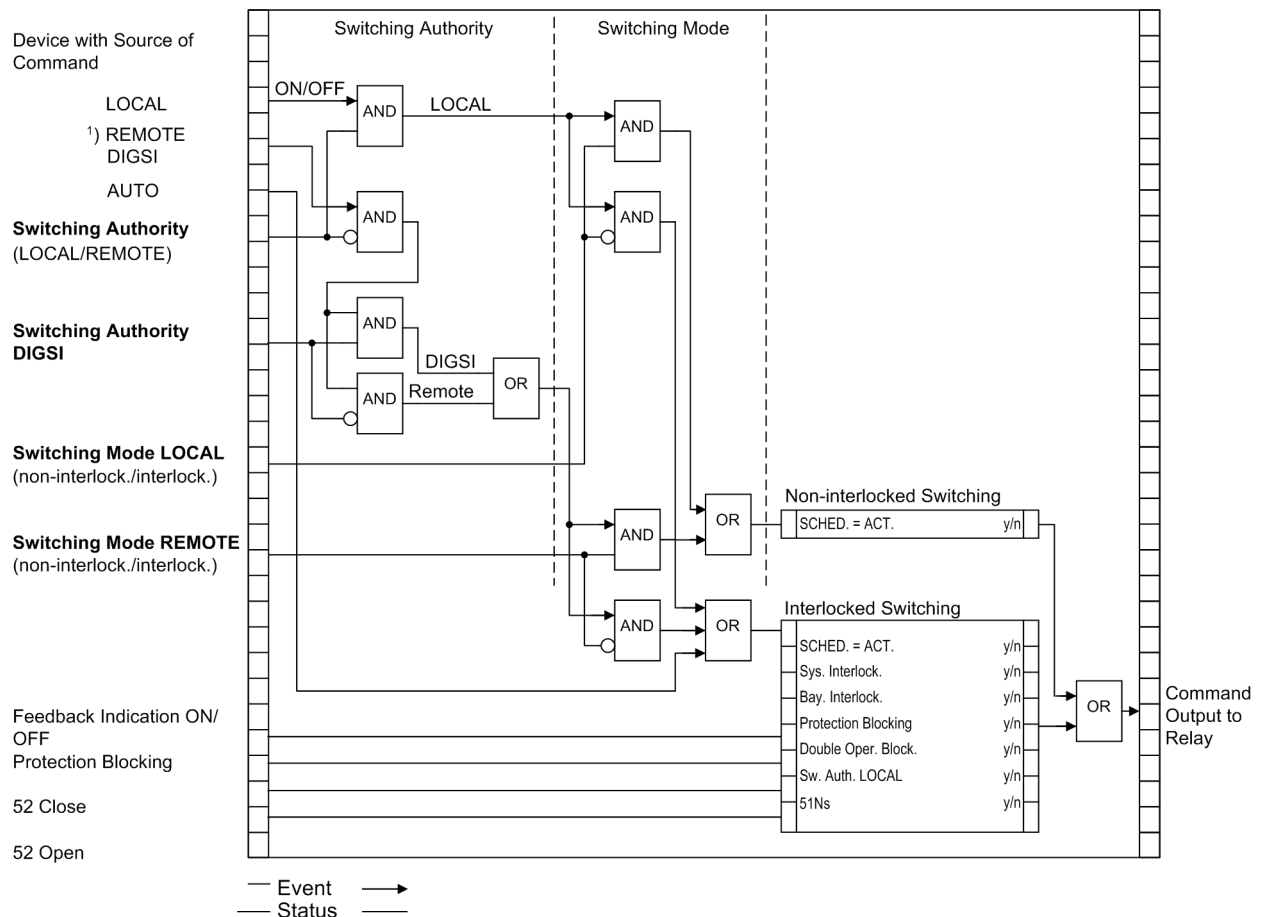 Switching Authority
Switching Mode
Device with Source of
Command
LOCAL
1) REMOTE
DIGSI
AUTO
Switching Authority
(LOCAL/REMOTE)
Switching Authority
DIGSI
Switching Mode LOCAL
(non-interlock./interlock.)
Switching Mode REMOTE
(non-interlock./interlock.)
Feedback Indication ON/
OFF
Protection Blocking
52 Close
52 Open
ON/OFF
AND
LOCAL
AND
AND
AND
DIGSI
Remote
OR
AND
AND
AND
AND
OR
OR
Non-interlocked Switching
SCHED. = ACT. y/n
Interlocked Switching
SCHED. = ACT. y/n
Sys. Interlock. y/n
Bay. Interlock. y/n
Protection Blocking y/n
Double Oper. Block. y/n
Sw. Auth. LOCAL y/n
51Ns y/n
OR
Command
Output to
Relay
Event
Status